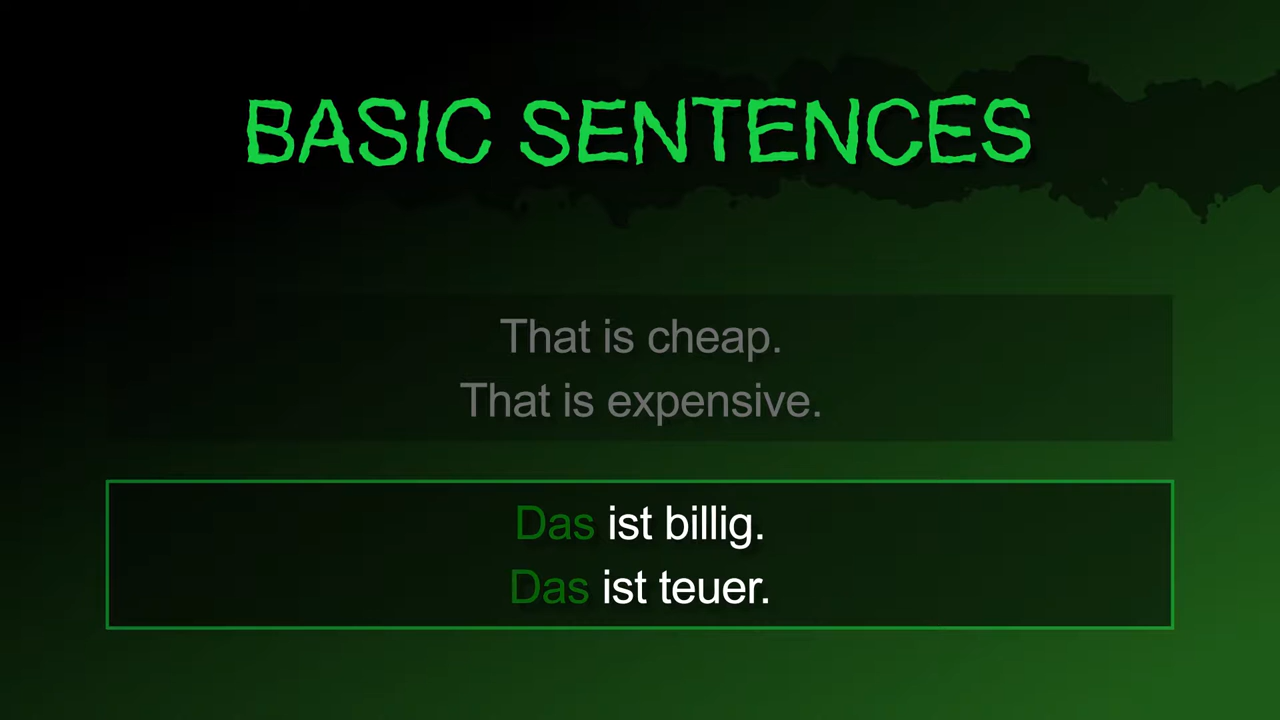 BASIC SENTENCES
That is cheap.
That is expensive.
Das ist billig.
Das ist teuer.